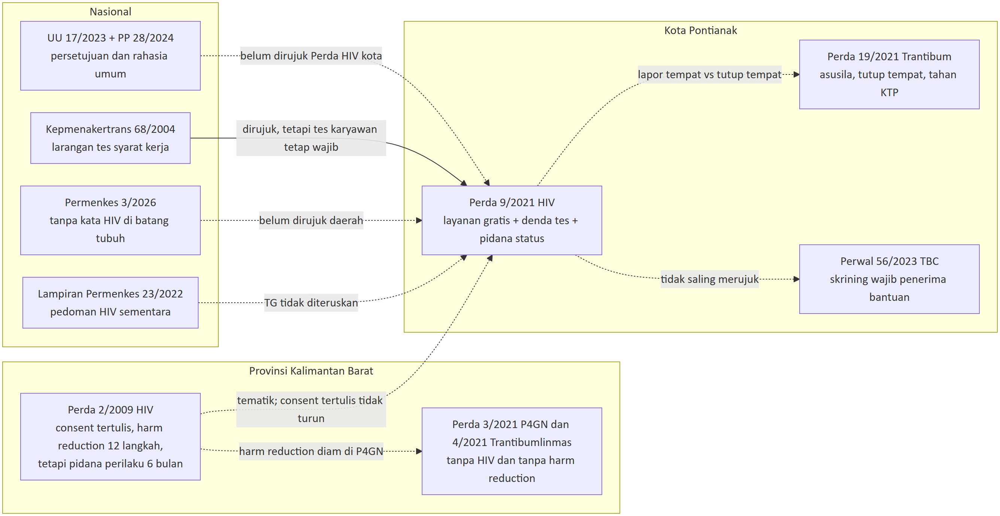 Nasional
UU 17/2023 + PP 28/2024
persetujuan dan rahasia
umum
Kepmenakertrans 68/2004
larangan tes syarat kerja
Permenkes 3/2026
tanpa kata HIV di batang
tubuh
Lampiran Permenkes 23/2022
pedoman HIV sementara
belum dirujuk Perda HIV kota
dirujuk, tetapi tes karyawan
tetap wajib
belum dirujuk daerah
TG tidak diteruskan
Kota Pontianak
Perda 9/2021 HIV
layanan gratis + denda tes +
pidana status
lapor tempat vs tutup tempat
tidak saling merujuk
Perda 19/2021 Trantibum
asusila, tutup tempat, tahan
KTP
Perwal 56/2023 TBC
skrining wajib penerima
bantuan
Provinsi Kalimantan Barat
Perda 2/2009 HIV
consent tertulis, harm
reduction 12 langkah,
tetapi pidana perilaku 6 bulan
tematik; consent tertulis tidak
turun
harm reduction diam di P4GN
Perda 3/2021 P4GN dan
4/2021 Trantibumlinmas
tanpa HIV dan tanpa harm
reduction